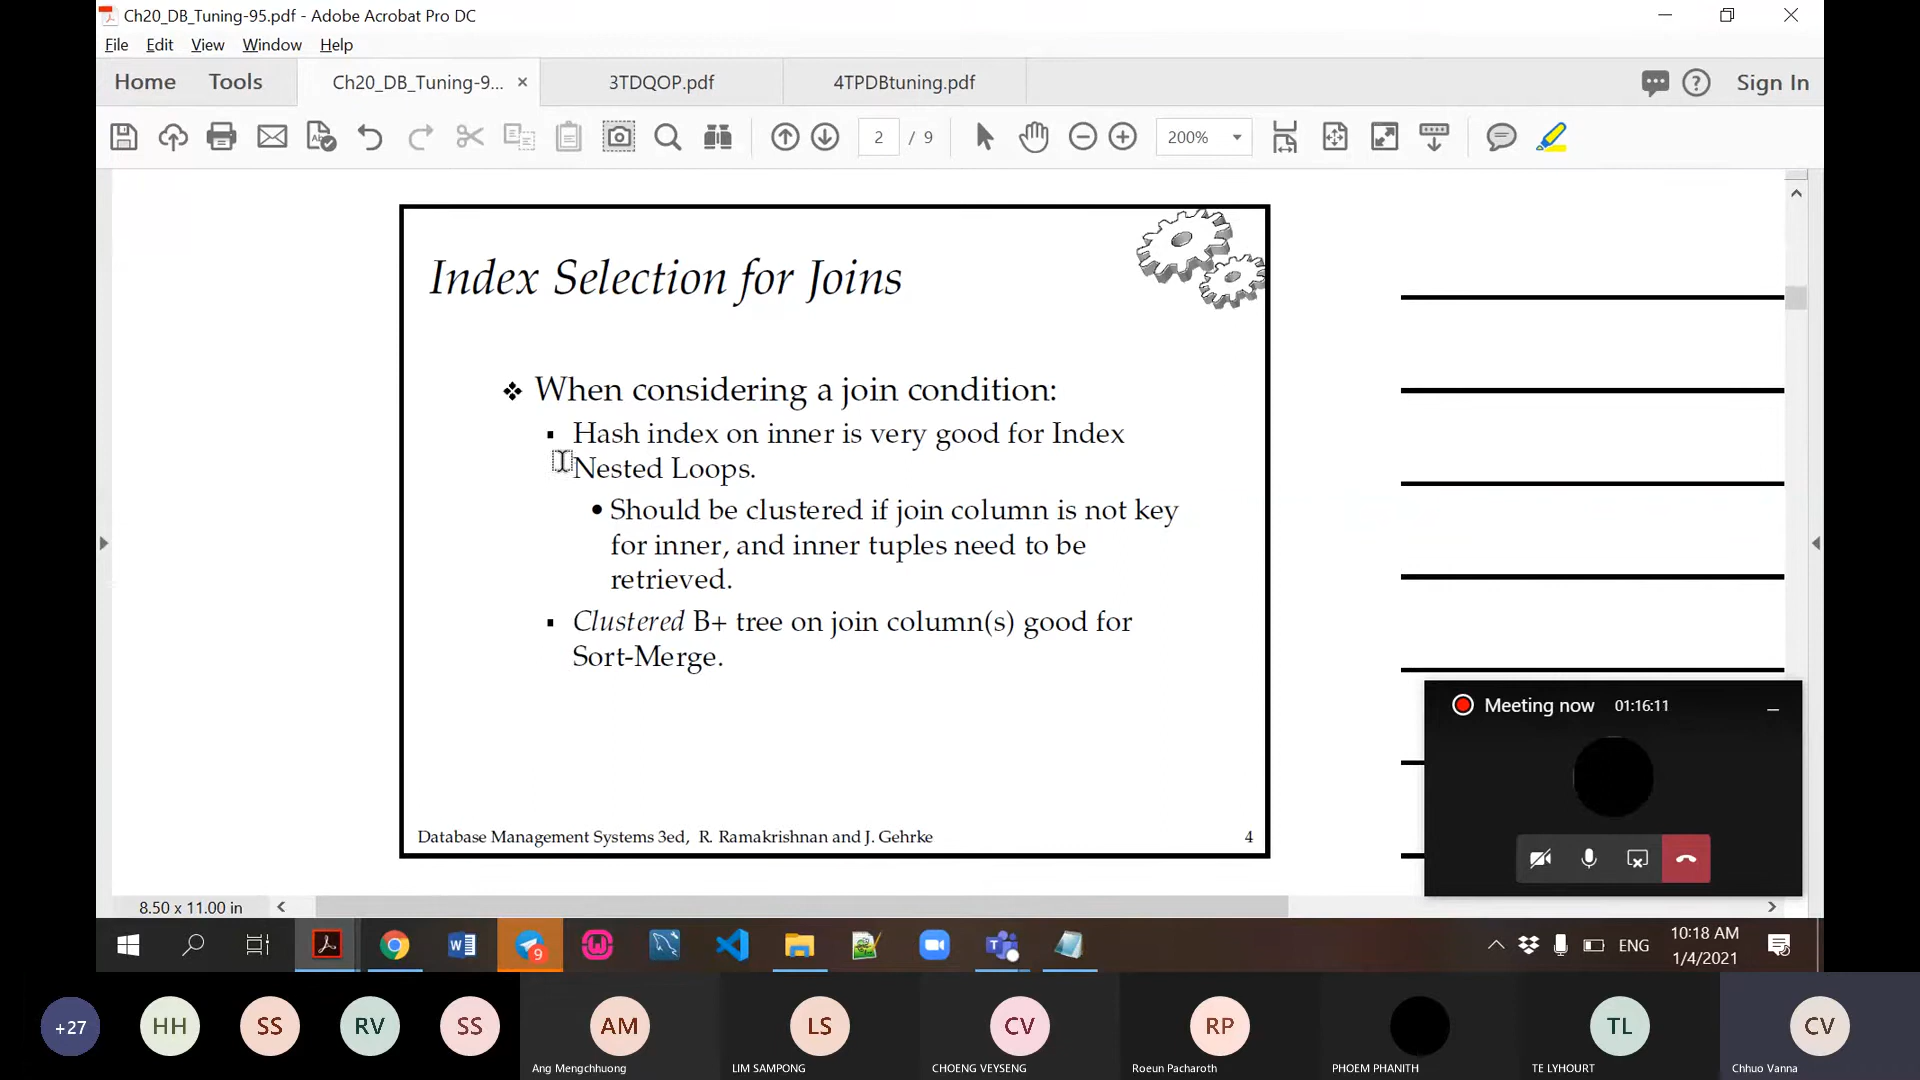 Ch20_DB_Tuning-95.pdf - Adobe Acrobat Pro DC
File Edit View Window Help
Home Tools Ch20_DB_Tuning-9... × 3TDQOP.pdf 4TPDBtuning.pdf Sign In
2 / 9 200%
Index Selection for Joins
❖ When considering a join condition:
▪ Hash index on inner is very good for Index
Nested Loops.
• Should be clustered if join column is not key
for inner, and inner tuples need to be
retrieved.
▪ Clustered B+ tree on join column(s) good for
Sort-Merge.
Database Management Systems 3ed, R. Ramakrishnan and J. Gehrke 4
Meeting now 01:16:11
8.50 x 11.00 in
9
ENG
10:18 AM
1/4/2021
+27 HH SS RV SS AM LS CV RP TL CV
Ang Mengchhuong LIM SAMPONG CHOENG VEYSENG Roeun Pacharoth PHOEM PHANITH TE LYHOURT Chhuo Vanna